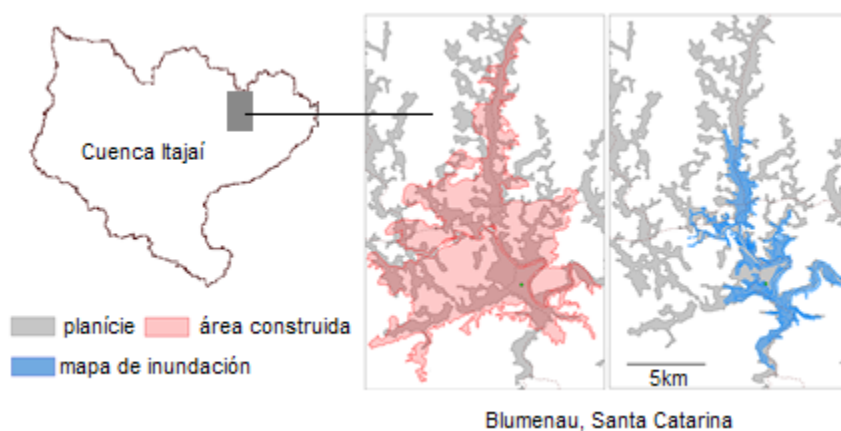 Cuenca Itajaí
planície
área construida
mapa de inundación
5km
Blumenau, Santa Catarina